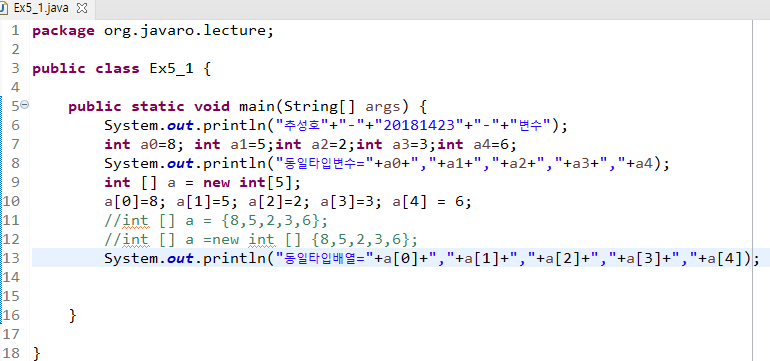 Ex5_1.java
1 package org.javaro.lecture;
2
3 public class Ex5_1 {
4
5 public static void main(String[] args) {
6 System.out.println("추성호"+"-"+"20181423"+"-"+"변수");
7 int a0=8; int a1=5;int a2=2;int a3=3;int a4=6;
8 System.out.println("동일타입변수="+a0+","+a1+","+a2+","+a3+","+a4);
9 int [] a = new int[5];
10 a[0]=8; a[1]=5; a[2]=2; a[3]=3; a[4] = 6;
11 //int [] a = {8,5,2,3,6};
12 //int [] a =new int [] {8,5,2,3,6};
13 System.out.println("동일타입배열="+a[0]+","+a[1]+","+a[2]+","+a[3]+","+a[4]);
14
15
16 }
17
18 }